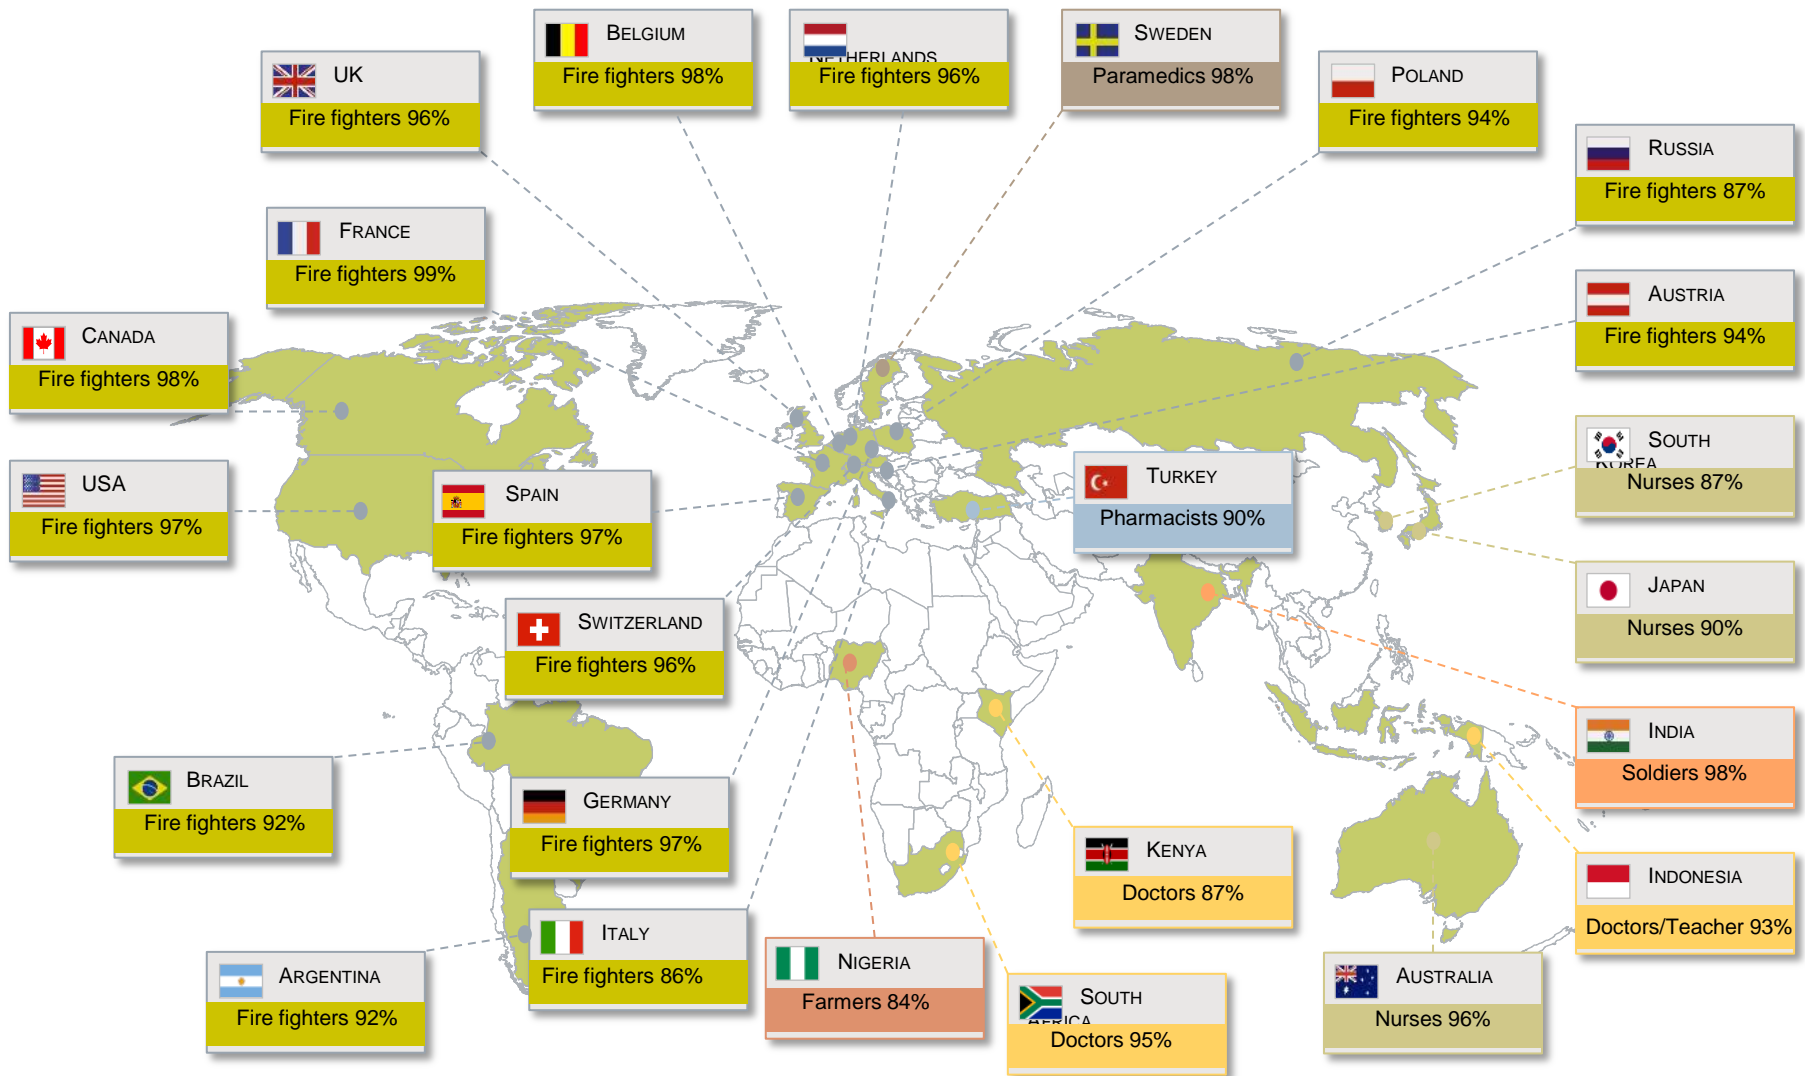 BELGIUM
Fire fighters 98%
NETHERLANDS
Fire fighters 96%
SWEDEN
Paramedics 98%
UK
Fire fighters 96%
POLAND
Fire fighters 94%
RUSSIA
Fire fighters 87%
FRANCE
Fire fighters 99%
AUSTRIA
Fire fighters 94%
CANADA
Fire fighters 98%
SOUTH
KOREA
Nurses 87%
USA
Fire fighters 97%
SPAIN
Fire fighters 97%
TURKEY
Pharmacists 90%
JAPAN
Nurses 90%
SWITZERLAND
Fire fighters 96%
INDIA
Soldiers 98%
BRAZIL
Fire fighters 92%
GERMANY
Fire fighters 97%
KENYA
Doctors 87%
INDONESIA
Doctors/Teacher 93%
ITALY
Fire fighters 86%
NIGERIA
Farmers 84%
ARGENTINA
Fire fighters 92%
SOUTH
AFRICA
Doctors 95%
AUSTRALIA
Nurses 96%